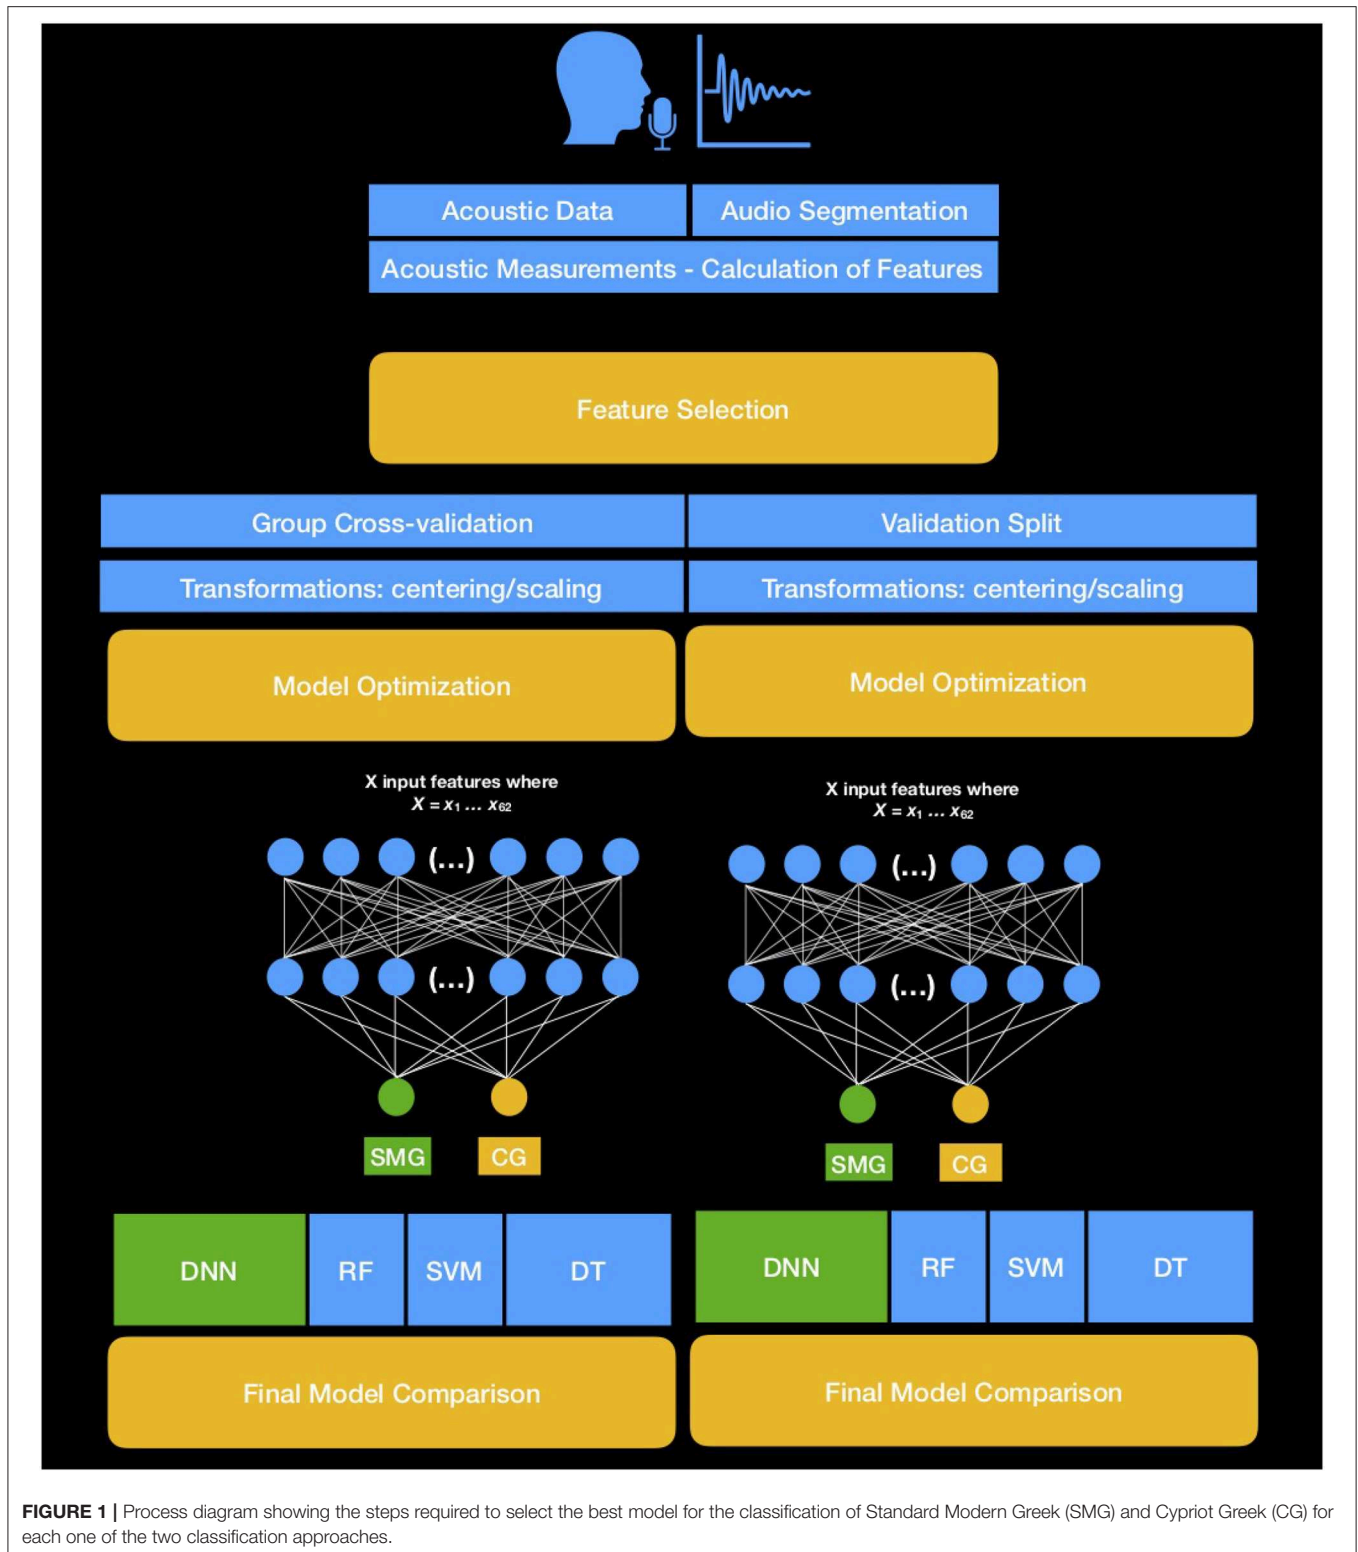 Acoustic Data
Audio Segmentation
Acoustic Measurements - Calculation of Features
Feature Selection
Group Cross-validation
Validation Split
Transformations: centering/scaling
Transformations: centering/scaling
Model Optimization
Model Optimization
X input features where
X = x₁ ... x₆₂
X input features where
X = x₁ ... x₆₂
(...)
(...)
(...)
(...)
SMG
CG
SMG
CG
DNN
RF
SVM
DT
DNN
RF
SVM
DT
Final Model Comparison
Final Model Comparison
FIGURE 1 | Process diagram showing the steps required to select the best model for the classification of Standard Modern Greek (SMG) and Cypriot Greek (CG) for
each one of the two classification approaches.